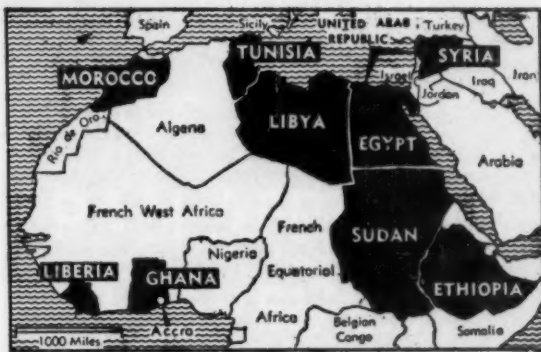 Spain
Sicily
UNITED ARAB
REPUBLIC
Turkey
TUNISIA
SYRIA
MOROCCO
Israel
Iraq
Iran
Jordan
Rio de Oro
Algeria
LIBYA
EGYPT
Arabia
French West Africa
French
Nigeria
SUDAN
LIBERIA
GHANA
Equatorial
ETHIOPIA
Accra
Africa
Belgian
Congo
Somalia
1000 Miles